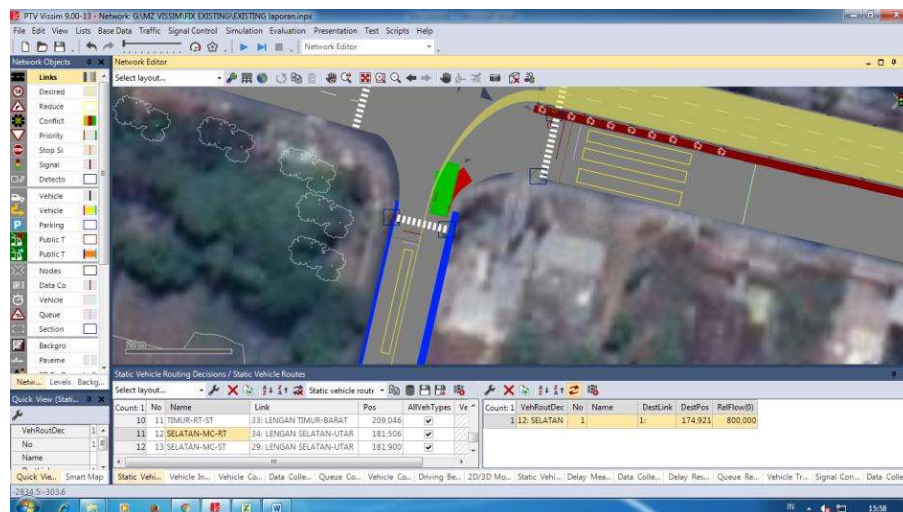 PTV Vissim 9.00-13 - Network: G:\MZ VISSIM\FIX EXISTING\EXISTING laporan.inpx
File Edit View Lists Base Data Traffic Signal Control Simulation Evaluation Presentation Test Scripts Help
Network Editor
Network Objects
Network Editor
Select layout...
Links
Desired
Reduce
Conflict
Priority
Stop Si
Signal
Detecto
Vehicle
Vehicle
Parking
Public T
Public T
Nodes
Data Co
Vehicle
Queue
Section
Backgro
Paveme
Netw... Levels Backg...
Static Vehicle Routing Decisions / Static Vehicle Routes
Select layout... Static vehicle route
Quick View (Stati...
VehRoutDec 1
No 1
Name
Quick Vie... Smart Map
Count: 1 No Name Link Pos AllVehTypes Ve
10 11 TIMUR-RT-ST 33: LENGAN TIMUR-BARAT 209,046
11 12 SELATAN-MC-RT 34: LENGAN SELATAN-UTAR 181,506
12 13 SELATAN-MC-ST 29: LENGAN SELATAN-UTAR 181,900
Count: 1 VehRoutDec No Name DestLink DestPos RelFlow(0)
1 12: SELATAN 1 1: 174,921 800,000
Static Vehi... Vehicle In... Vehicle Co... Data Colle... Queue Co... Vehicle Co... Driving Be... 2D/3D Mo... Static Vehi... Delay Mea... Data Colle... Delay Res... Queue Re... Vehicle Tr... Signal Con... Data Colle
-2834.5:-303.6
IN 15:58